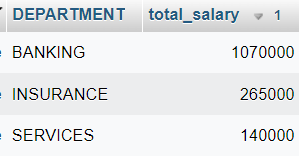 DEPARTMENT total_salary 1
BANKING 1070000
INSURANCE 265000
SERVICES 140000